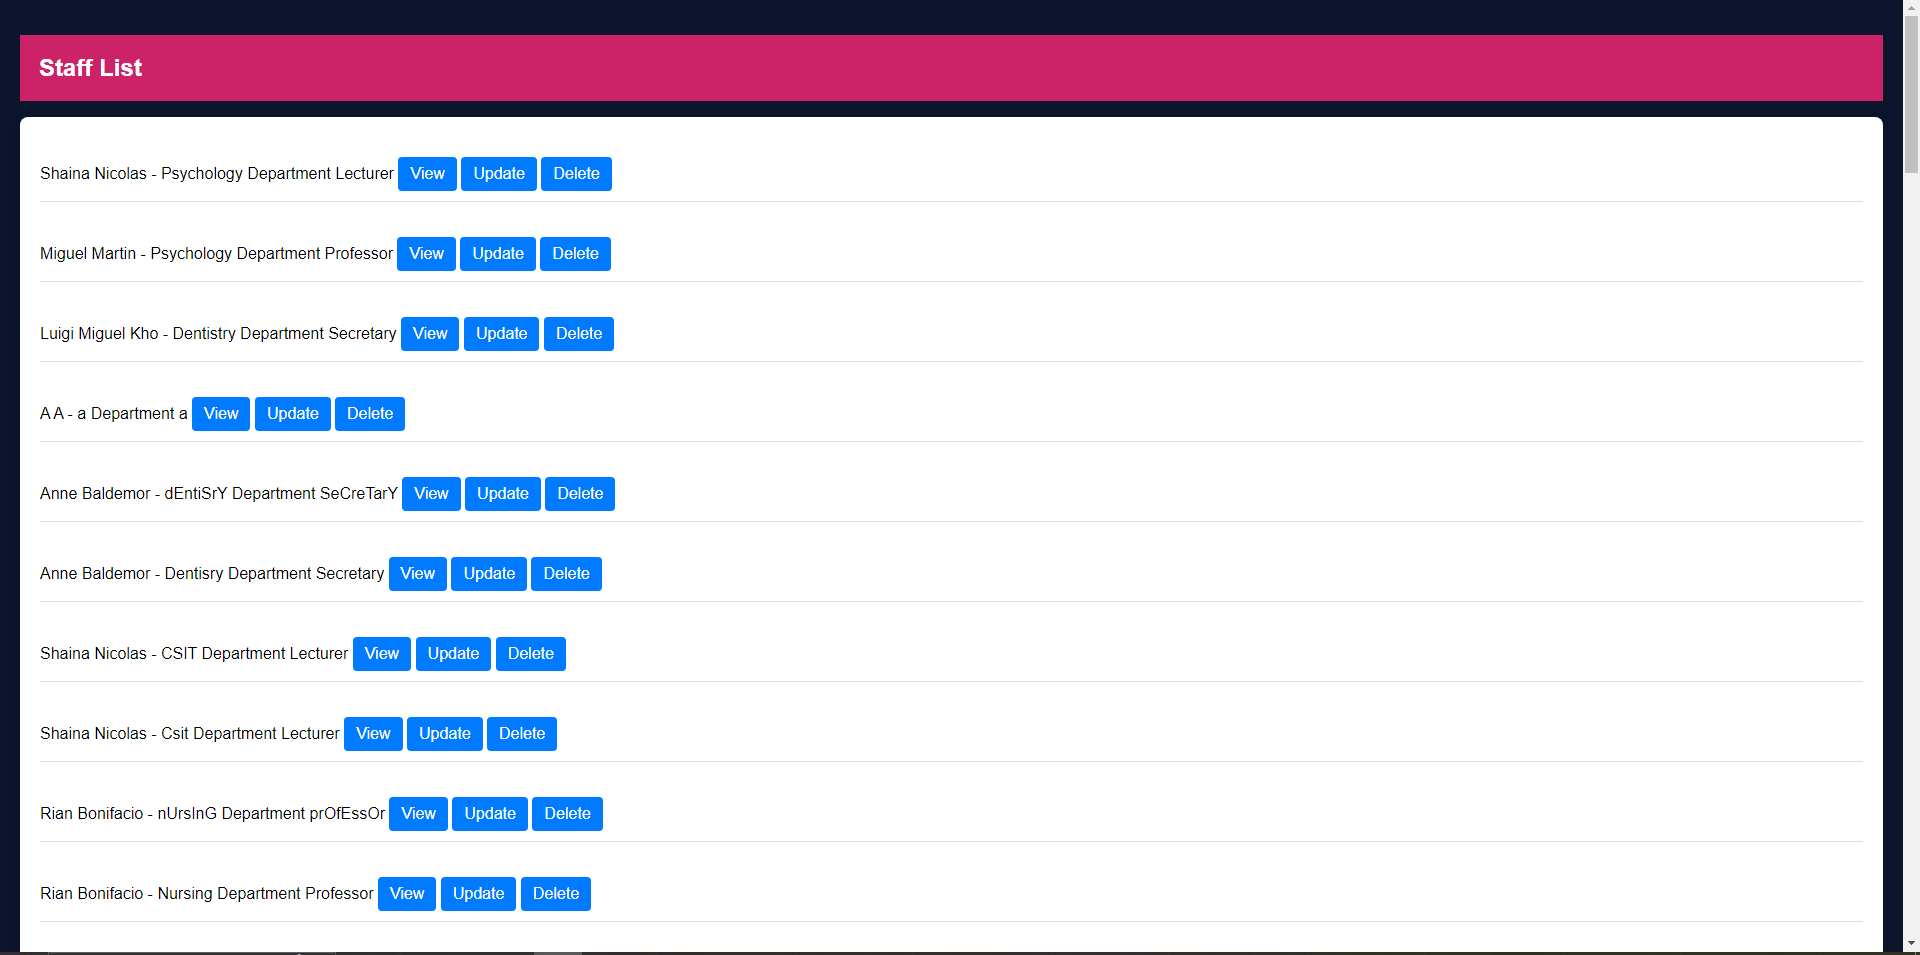 Staff List
Shaina Nicolas - Psychology Department Lecturer View Update Delete
Miguel Martin - Psychology Department Professor View Update Delete
Luigi Miguel Kho - Dentistry Department Secretary View Update Delete
A A - a Department a View Update Delete
Anne Baldemor - dEntiSrY Department SeCreTarY View Update Delete
Anne Baldemor - Dentisry Department Secretary View Update Delete
Shaina Nicolas - CSIT Department Lecturer View Update Delete
Shaina Nicolas - Csit Department Lecturer View Update Delete
Rian Bonifacio - nUrsInG Department prOfEssOr View Update Delete
Rian Bonifacio - Nursing Department Professor View Update Delete